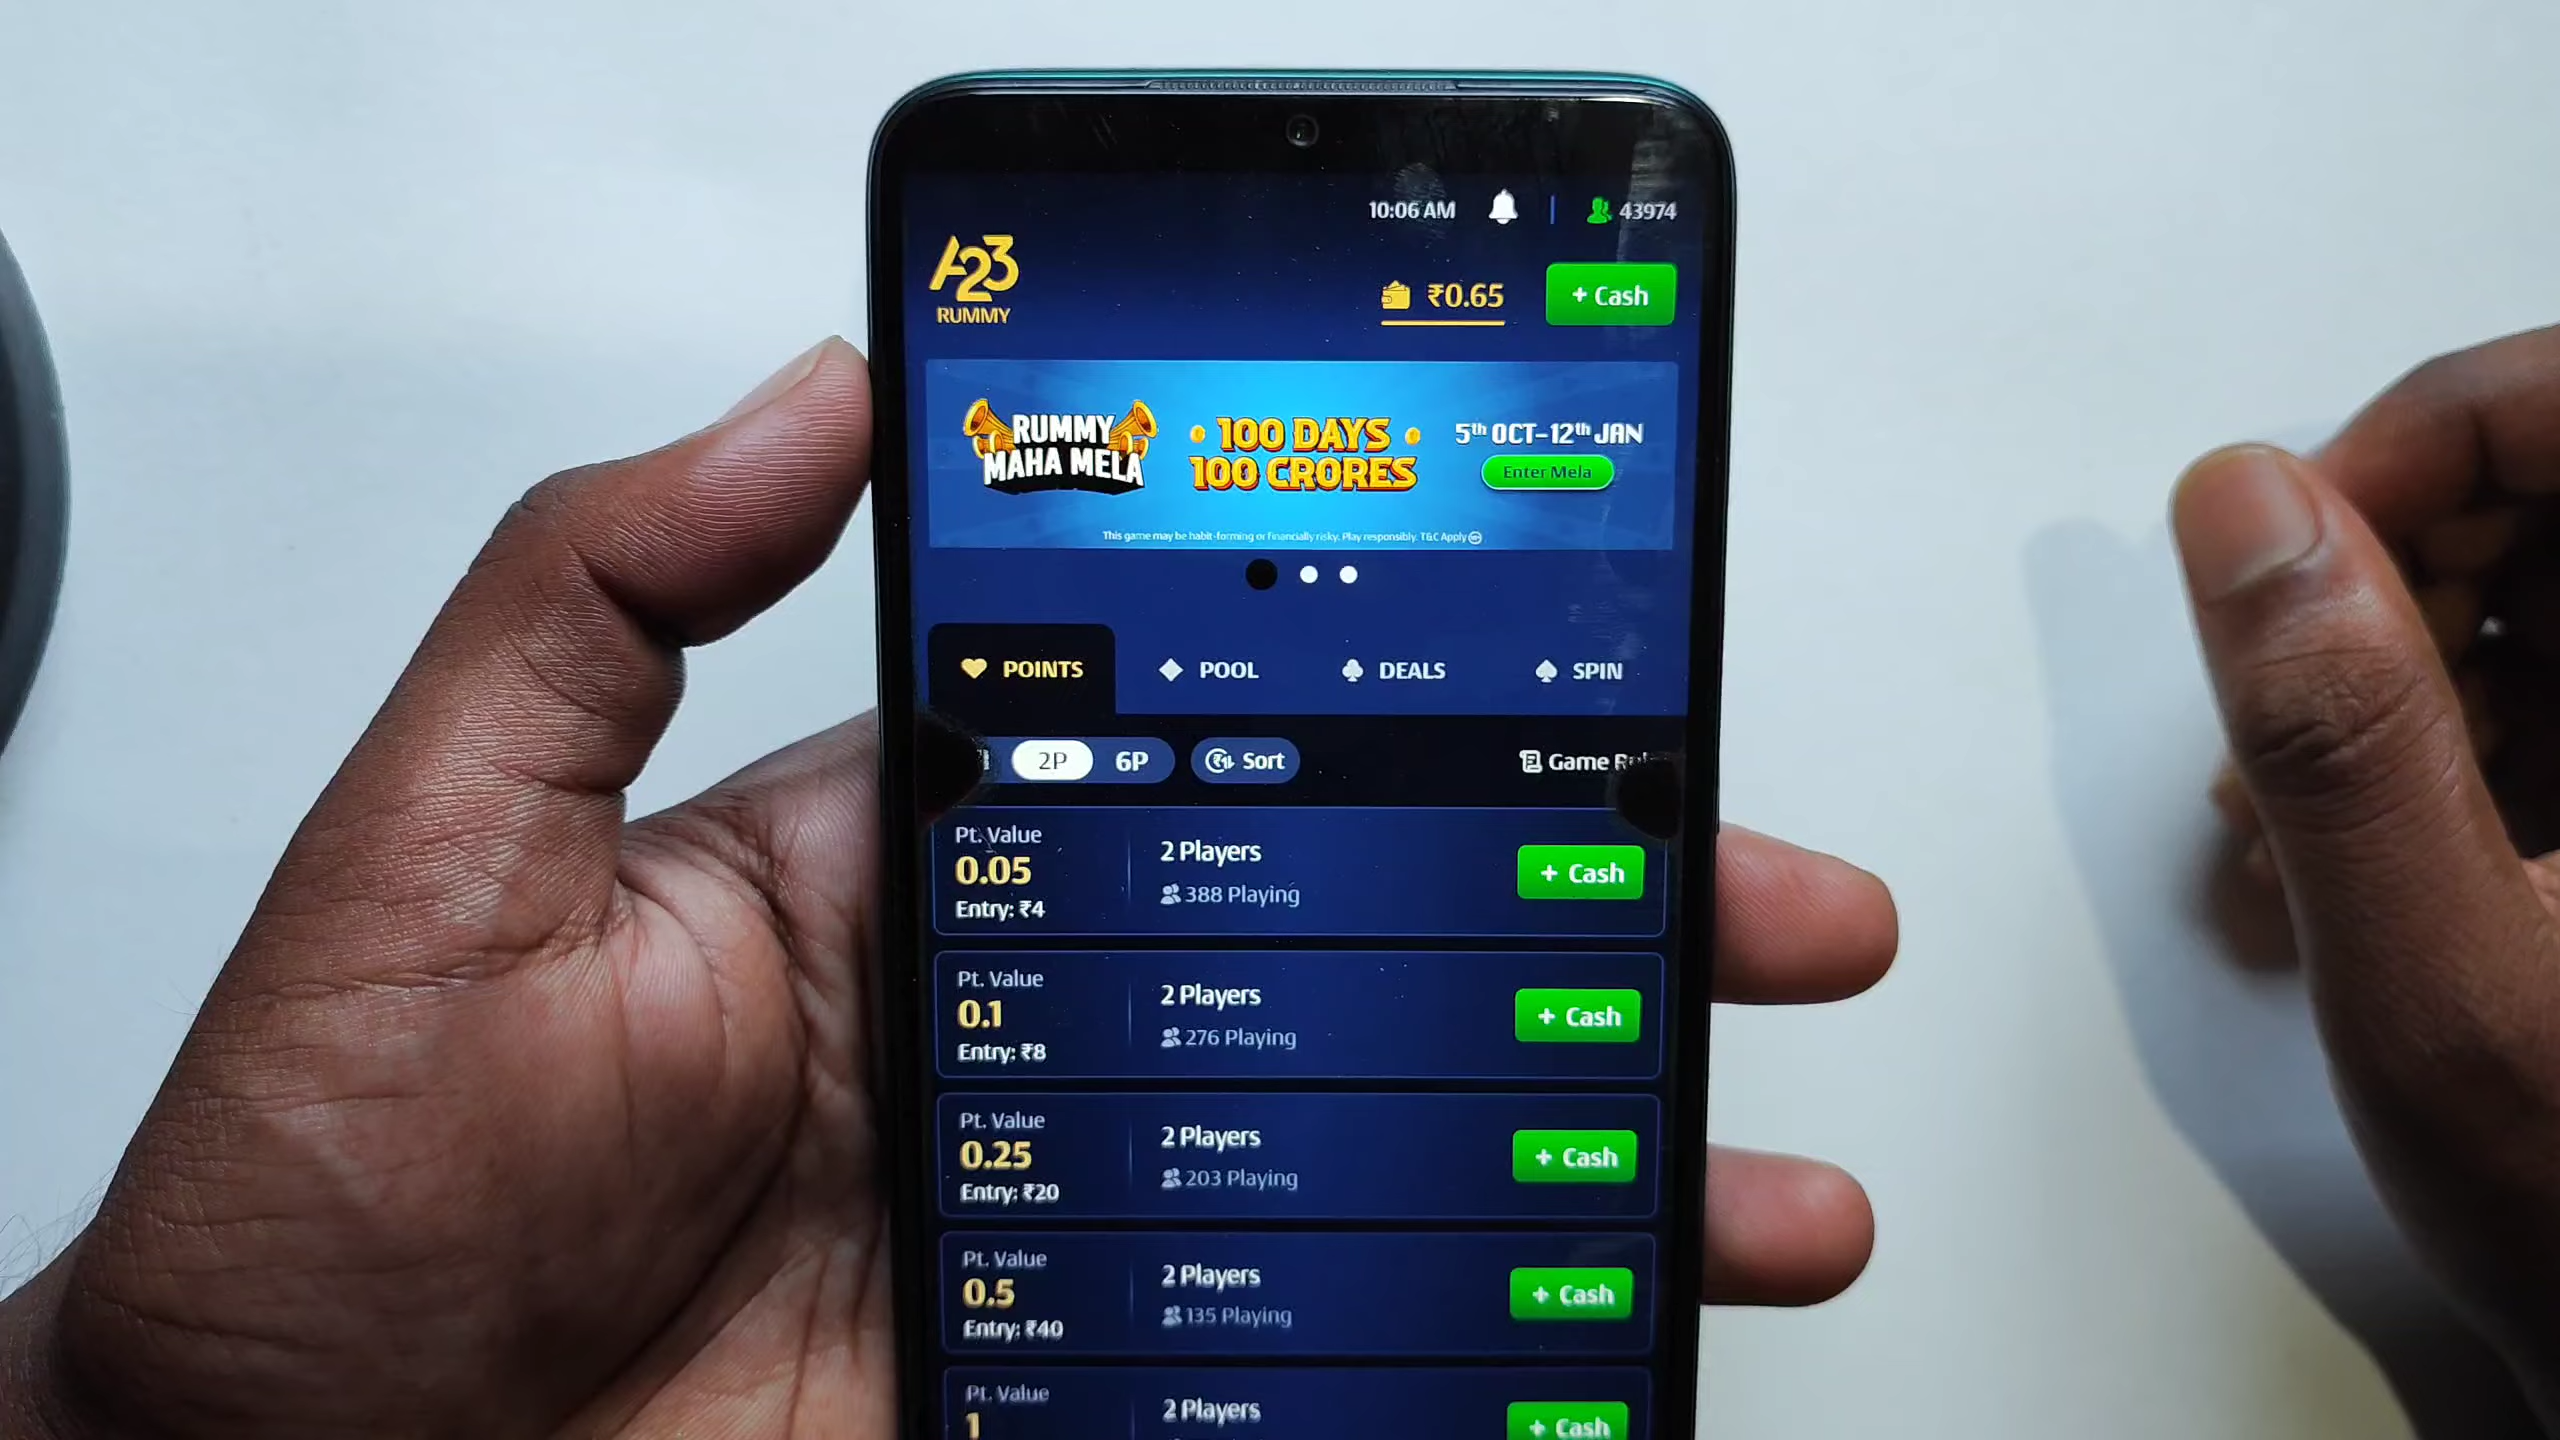 10:06 AM
43974
A23
RUMMY
₹0.65
+ Cash
RUMMY
MAHA MELA
100 DAYS
100 CRORES
5th OCT-12th JAN
Enter Mela
This game may be habit-forming or financially risky. Play responsibly. T&C Apply
POINTS
POOL
DEALS
SPIN
2P
6P
Sort
Game
Pt. Value
0.05
Entry: ₹4
2 Players
388 Playing
+ Cash
Pt. Value
0.1
Entry: ₹8
2 Players
276 Playing
+ Cash
Pt. Value
0.25
Entry: ₹20
2 Players
203 Playing
+ Cash
Pt. Value
0.5
Entry: ₹40
2 Players
135 Playing
+ Cash
Pt. Value
1
2 Players
+ Cash